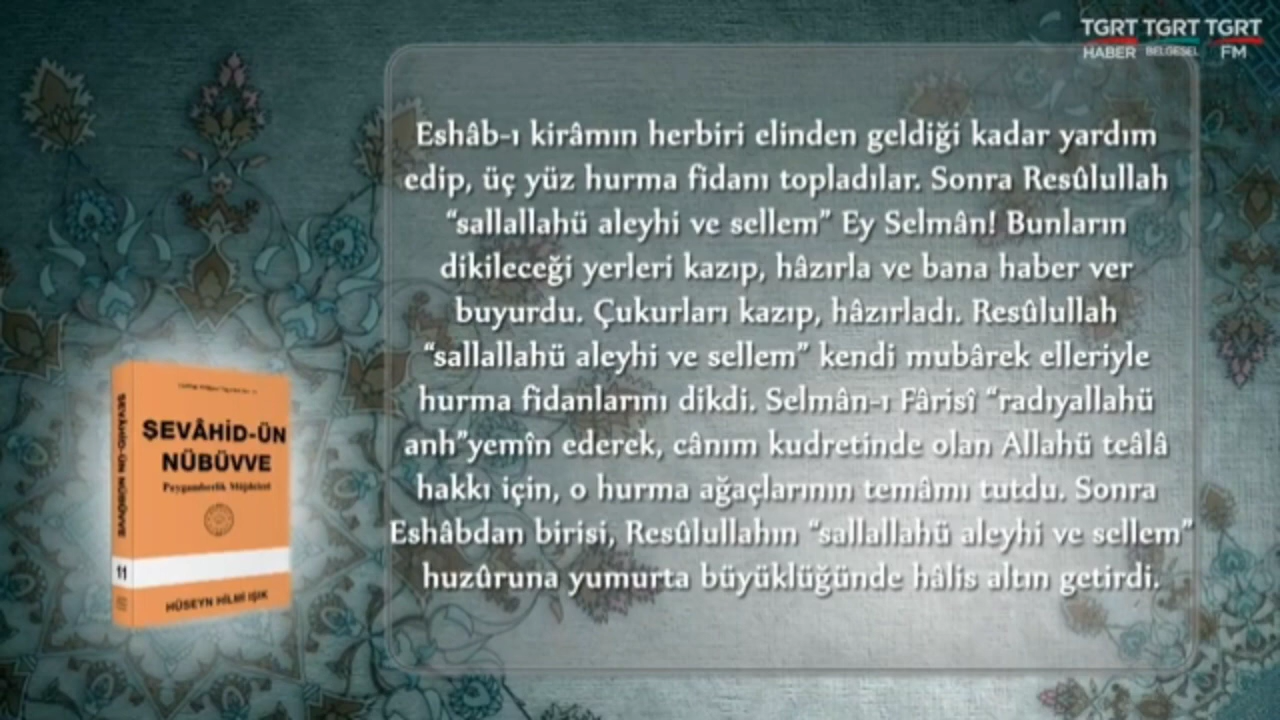 TGRT TGRT TGRT
HABER BELGESEL FM
Eshâb-ı kirâmın herbiri elinden geldiği kadar yardım
edip, üç yüz hurma fidanı topladılar. Sonra Resûlullah
“sallallahü aleyhi ve sellem” Ey Selmân! Bunların
dikileceği yerleri kazıp, hâzırla ve bana haber ver
buyurdu. Çukurları kazıp, hâzırladı. Resûlullah
“sallallahü aleyhi ve sellem” kendi mubârek elleriyle
hurma fidanlarını dikdi. Selmân-ı Fârisî “radıyallahü
anh”yemîn ederek, cânım kudretinde olan Allahü teâlâ
hakkı için, o hurma ağaçlarının temâmı tutdu. Sonra
Eshâbdan birisi, Resûlullahın “sallallahü aleyhi ve sellem”
huzûruna yumurta büyüklüğünde hâlis altın getirdi.
ŞEVÂHİD-ÜN
NÜBÜVVE
Peygamberlik Müjdeleri
HÜSEYN HİLMİ IŞIK
ŞEVÂHİD-ÜN NÜBÜVVE
11